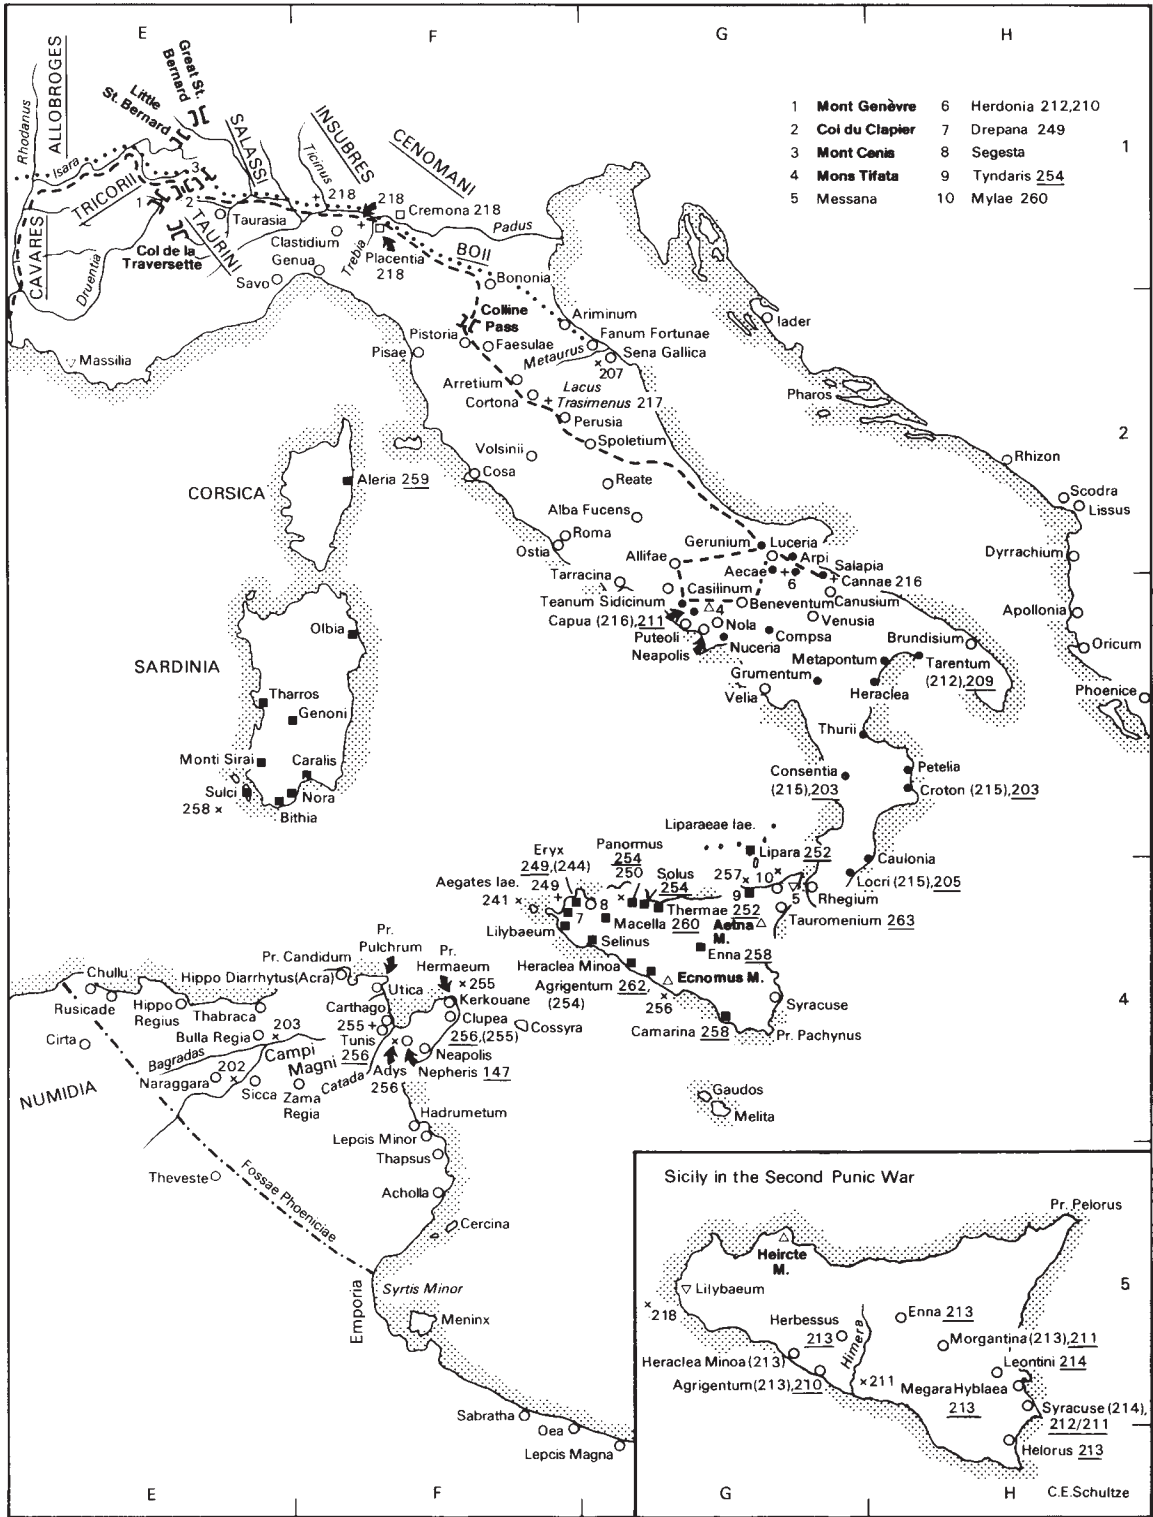 E
F
G
H
1 Mont Genèvre
2 Col du Clapier
3 Mont Cenis
4 Mons Tifata
5 Messana
6 Herdonia 212,210
7 Drepana 249
8 Segesta
9 Tyndaris 254
10 Mylae 260
1
2
4
5
Great St.
Bernard
Little
St. Bernard
Rhodanus
ALLOBROGES
SALASSI
INSUBRES
CENOMANI
Isara
Ticinus
218
218
3
TRICORII
1
2
TAURINI
Taurasia
Cremona 218
Padus
CAVARES
Col de la
Traversette
Clastidium
Genua
Trebia
Placentia
218
BOII
Druentia
Savo
Bononia
Colline
Pass
Ariminum
Iader
Pistoria
Faesulae
Fanum Fortunae
Metaurus
Sena Gallica
207
Massilia
Pisae
Arretium
Cortona
Lacus
Trasimenus 217
Perusia
Pharos
Spoletium
Volsinii
Cosa
Rhizon
CORSICA
Aleria 259
Reate
Scodra
Lissus
Alba Fucens
Roma
Ostia
Gerunium
Luceria
Arpi
Dyrrachium
Allifae
Aecae
6
Salapia
Cannae 216
Tarracina
Casilinum
Teanum Sidicinum
4
Beneventum
Canusium
Apollonia
Capua (216),211
Nola
Venusia
Olbia
Puteoli
Neapolis
Nuceria
Compsa
Brundisium
Oricum
SARDINIA
Metapontum
Tarentum
(212),209
Grumentum
Velia
Heraclea
Phoenice
Tharros
Genoni
Thurii
Monti Sirai
Caralis
Consentia
(215),203
Petelia
Croton (215),203
Sulci
258
Nora
Bithia
Liparaeae Iae.
Eryx
249,(244)
Panormus
254
250
Lipara 252
Caulonia
Aegates Iae.
241
249
Solus
254
257
10
Locri (215),205
8
9
5
Rhegium
7
Thermae 252
Tauromenium 263
Lilybaeum
Macella
260
Aetna
M.
Selinus
Enna 258
Pr.
Pulchrum
Pr.
Hermaeum
Pr. Candidum
Chullu
Hippo Diarrhytus(Acra)
Heraclea Minoa
Ecnomus M.
255
Agrigentum 262,
(254)
256
Rusicade
Hippo
Regius
Thabraca
Utica
Kerkouane
Syracuse
Carthago
255
Clupea
256,(255)
Cossyra
Camarina 258
Pr. Pachynus
Cirta
Bulla Regia
203
Tunis
256
Neapolis
Bagradas
Campi
Magni
Adys
256
Nepheris 147
Naraggara
202
Catada
NUMIDIA
Sicca
Zama
Regia
Gaudos
Melita
Hadrumetum
Lepcis Minor
Thapsus
Theveste
Fossae Phoeniciae
Acholla
Cercina
Emporia
Syrtis Minor
Meninx
Sabratha
Oea
Lepcis Magna
Sicily in the Second Punic War
Pr. Pelorus
Heircte
M.
Lilybaeum
218
Herbessus
213
Himera
Enna 213
Morgantina (213),211
Heraclea Minoa (213)
Leontini 214
Agrigentum (213),210
211
Megara Hyblaea
213
Syracuse (214),
212/211
Helorus 213
E
F
G
H
C.E.Schultze